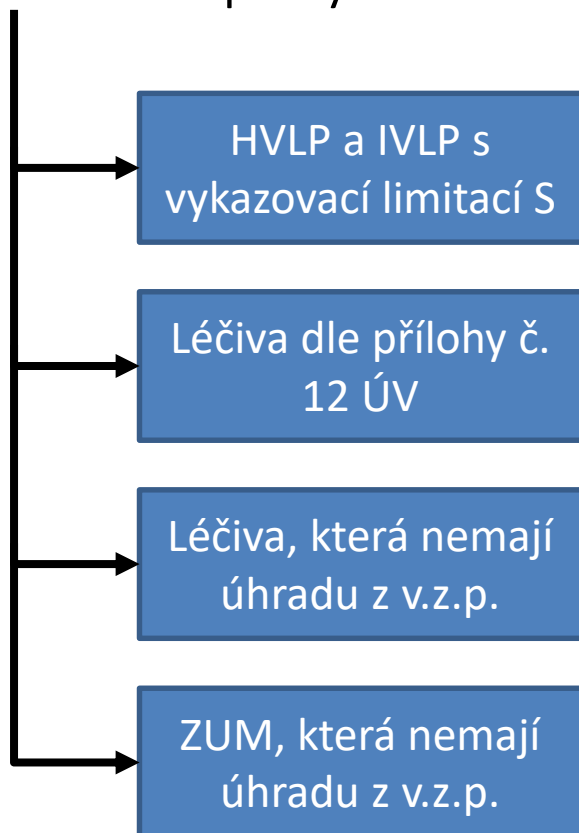 HVLP a IVLP s
vykazovací limitací S
Léčiva dle přílohy č.
12 ÚV
Léčiva, která nemají
úhradu z v.z.p.
ZUM, která nemají
úhradu z v.z.p.